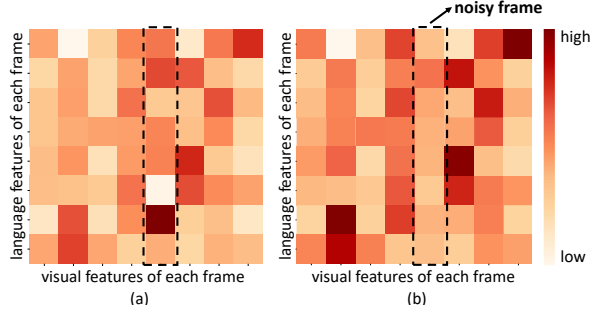 noisy frame
language features of each frame
visual features of each frame
(a)
language features of each frame
visual features of each frame
(b)
high
low